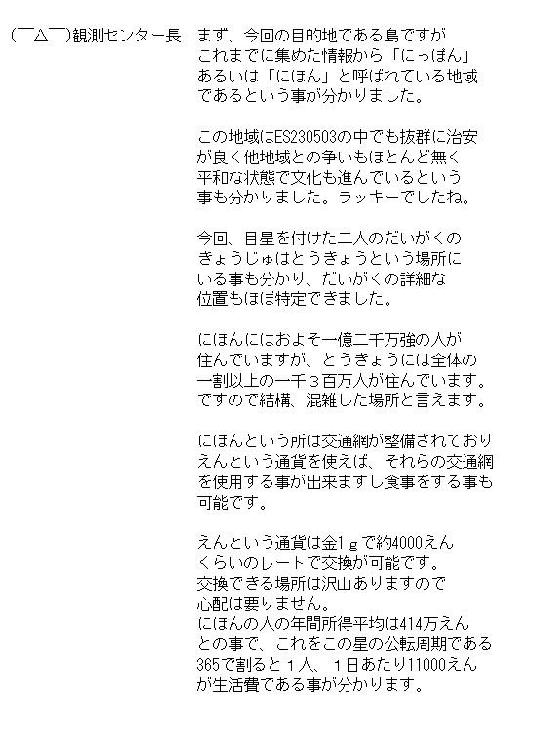 (￣△￣)観測センター長　まず、今回の目的地である島ですが
これまでに集めた情報から「にっぽん」
あるいは「にほん」と呼ばれている地域
であるという事が分かりました。
この地域はES230503の中でも抜群に治安
が良く他地域との争いもほとんど無く
平和な状態で文化も進んでいるという
事も分かりました。ラッキーでしたね。
今回、目星を付けた二人のだいがくの
きょうじゅはとうきょうという場所に
いる事も分かり、だいがくの詳細な
位置もほぼ特定できました。
にほんにはおよそ一億二千万強の人が
住んでいますが、とうきょうには全体の
一割以上の一千３百万人が住んでいます。
ですので結構、混雑した場所と言えます。
にほんという所は交通網が整備されており
えんという通貨を使えば、それらの交通網
を使用する事が出来ますし食事をする事も
可能です。
えんという通貨は金1ｇで約4000えん
くらいのレートで交換が可能です。
交換できる場所は沢山ありますので
心配は要りません。
にほんの人の年間所得平均は414万えん
との事で、これをこの星の公転周期である
365で割ると１人、１日あたり11000えん
が生活費である事が分かります。